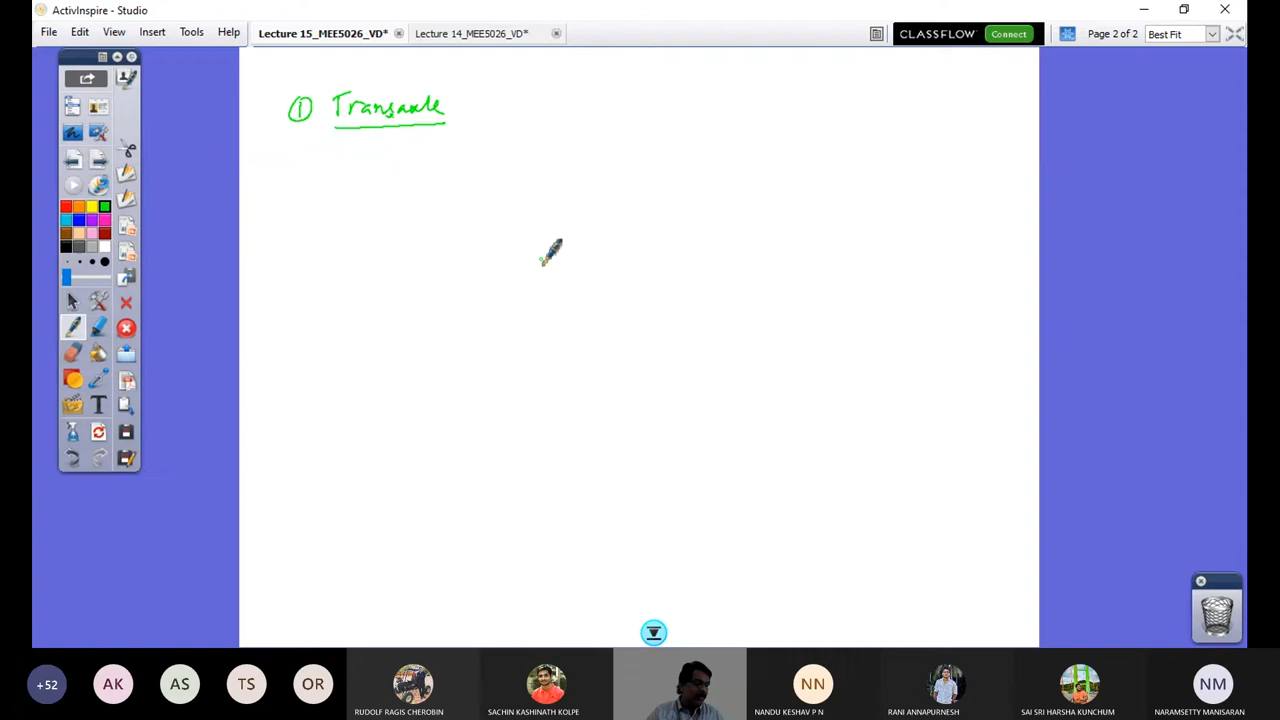 ActivInspire - Studio
File Edit View Insert Tools Help Lecture 15_MEE5026_VD* Lecture 14_MEE5026_VD* CLASSFLOW Connect Page 2 of 2 Best Fit
① Transaxle
T
+52 AK AS TS OR NN NM
RUDOLF RAGIS CHEROBIN SACHIN KASHINATH KOLPE NANDU KESHAV P N RANI ANNAPURNESH SAI SRI HARSHA KUNCHUM NARAMSETTY MANISARAN